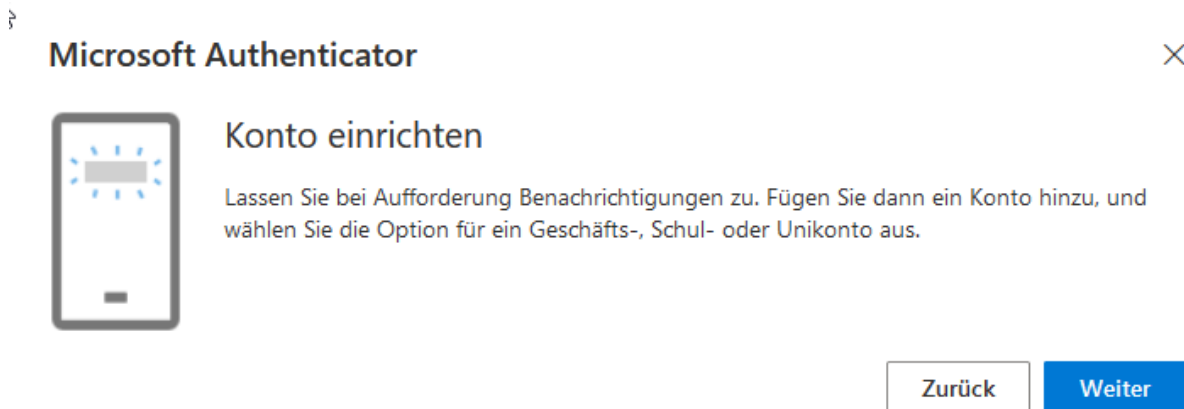 Microsoft Authenticator
Konto einrichten
Lassen Sie bei Aufforderung Benachrichtigungen zu. Fügen Sie dann ein Konto hinzu, und
wählen Sie die Option für ein Geschäfts-, Schul- oder Unikonto aus.
Zurück
Weiter